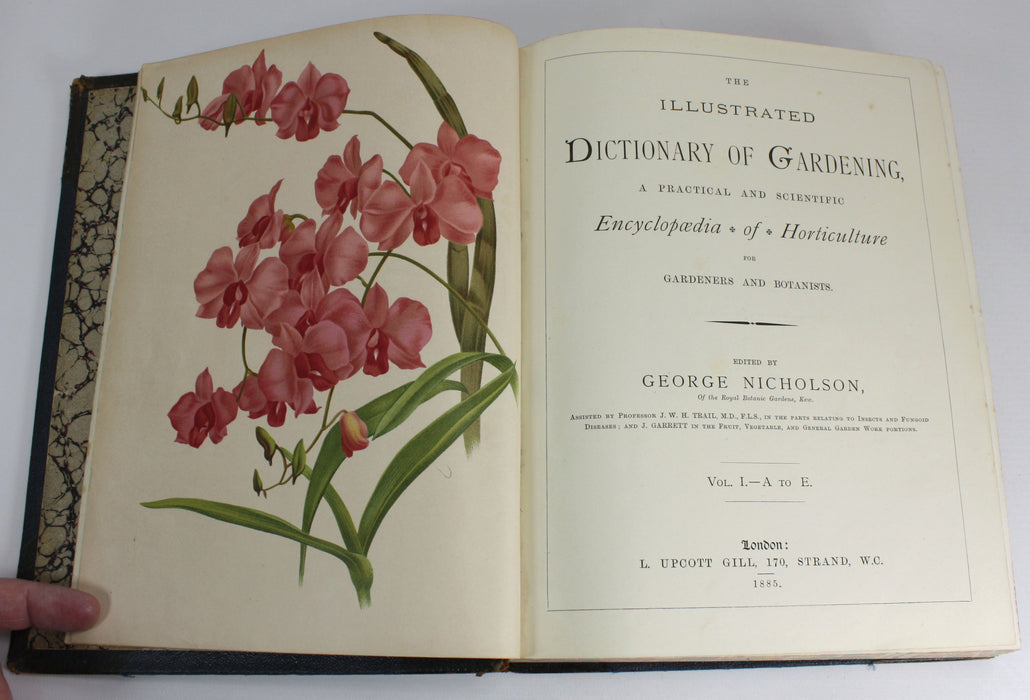 THE
ILLUSTRATED
DICTIONARY OF GARDENING,
A PRACTICAL AND SCIENTIFIC
Encyclopædia of Horticulture
FOR
GARDENERS AND BOTANISTS.
EDITED BY
GEORGE NICHOLSON,
Of the Royal Botanic Gardens, Kew.
ASSISTED BY PROFESSOR J. W. H. TRAIL, M.D., F.L.S., IN THE PARTS RELATING TO INSECTS AND FUNGOID
DISEASES; AND J. GARRETT IN THE FRUIT, VEGETABLE, AND GENERAL GARDEN WORK PORTIONS.
VOL. I.—A TO E.
London:
L. UPCOTT GILL, 170, STRAND, W.C.
1885.